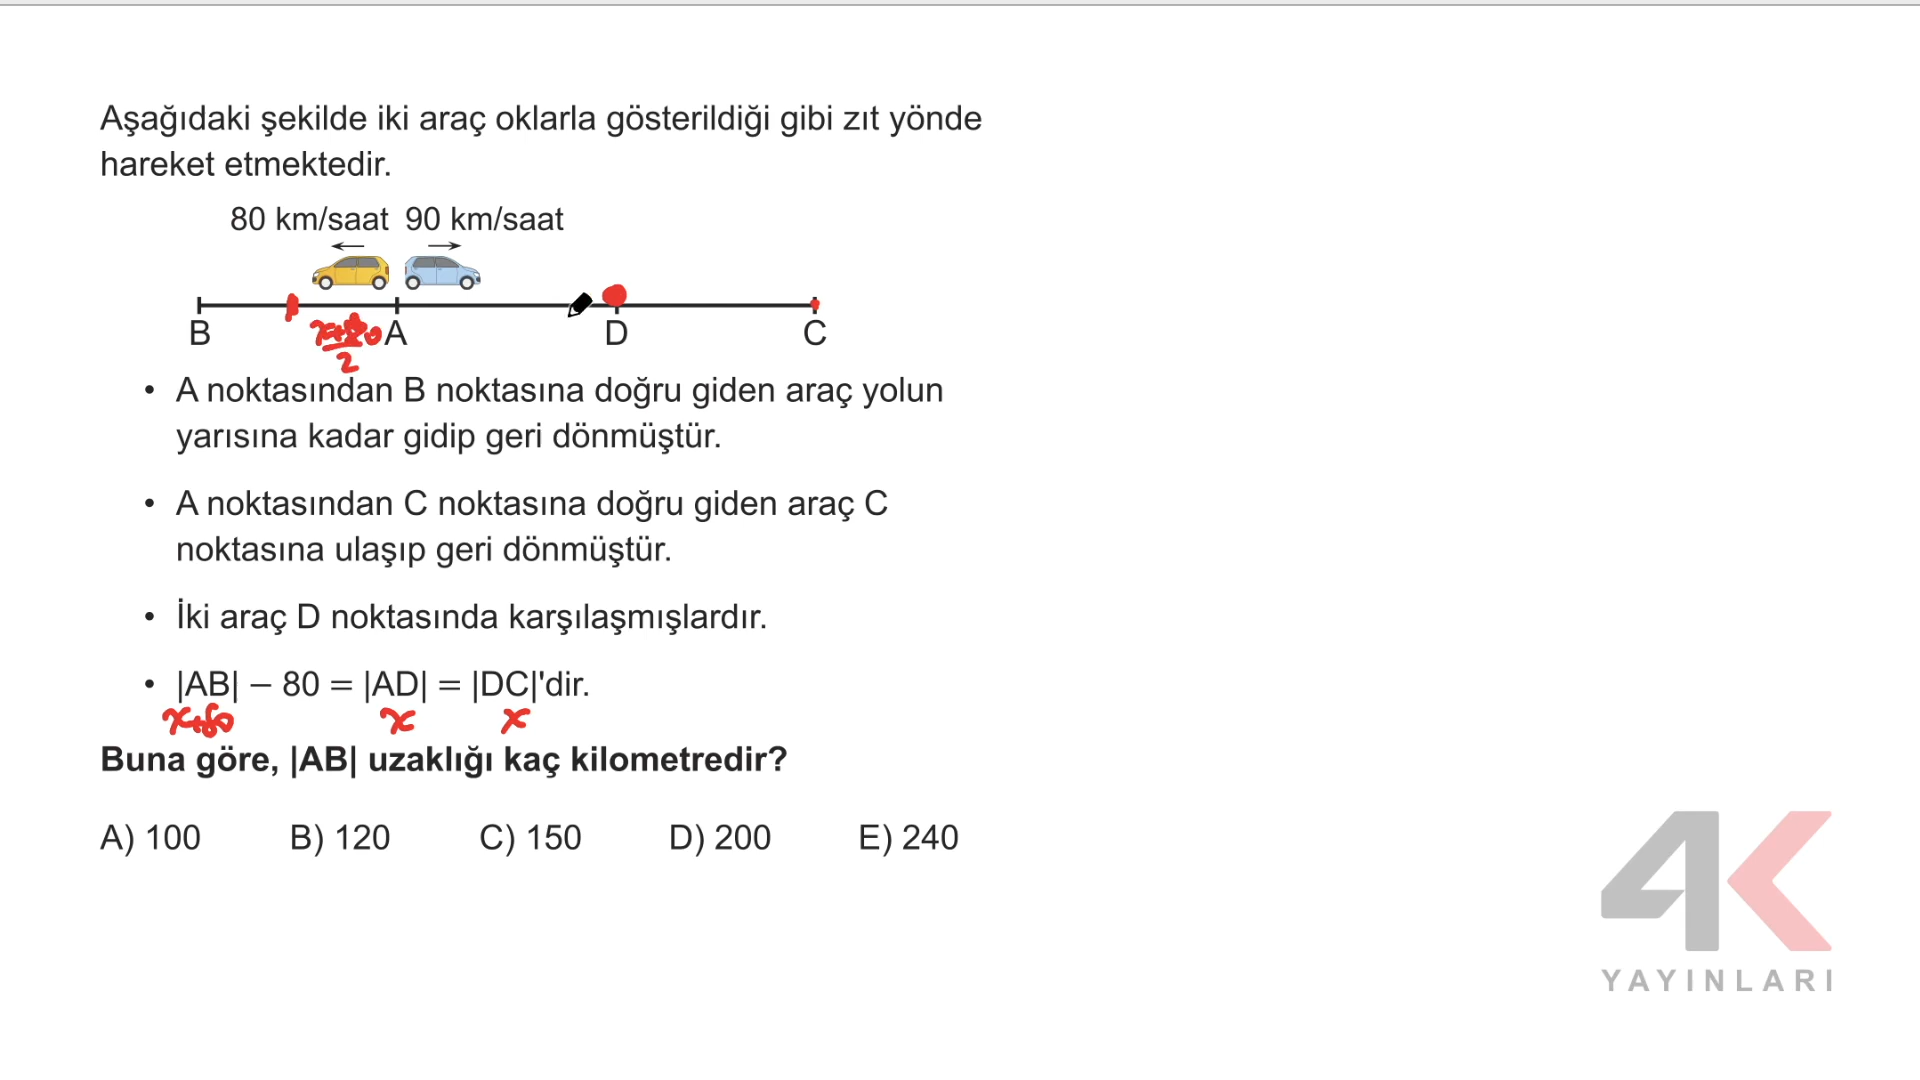 Aşağıdaki şekilde iki araç oklarla gösterildiği gibi zıt yönde
hareket etmektedir.
80 km/saat 90 km/saat
B A D C
x+80
2
• A noktasından B noktasına doğru giden araç yolun
yarısına kadar gidip geri dönmüştür.
• A noktasından C noktasına doğru giden araç C
noktasına ulaşıp geri dönmüştür.
• İki araç D noktasında karşılaşmışlardır.
• |AB| – 80 = |AD| = |DC|'dir.
x+80 x x
Buna göre, |AB| uzaklığı kaç kilometredir?
A) 100 B) 120 C) 150 D) 200 E) 240
4K
YAYINLARI